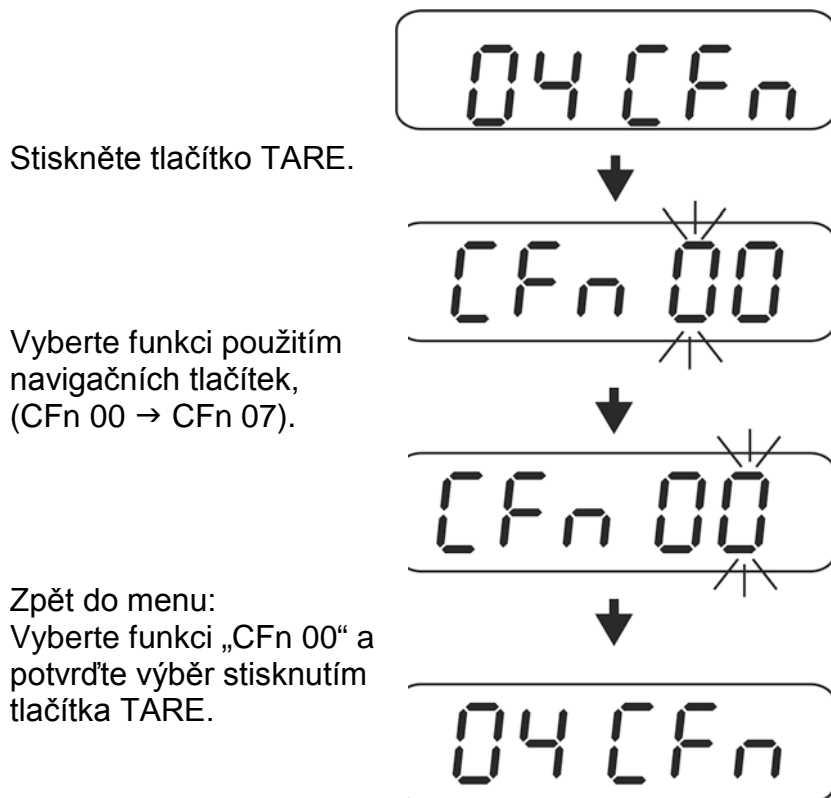 04 CFn
Stiskněte tlačítko TARE.
CFn 00
Vyberte funkci použitím
navigačních tlačítek,
(CFn 00 → CFn 07).
CFn 00
Zpět do menu:
Vyberte funkci „CFn 00“ a
potvrďte výběr stisknutím
tlačítka TARE.
04 CFn